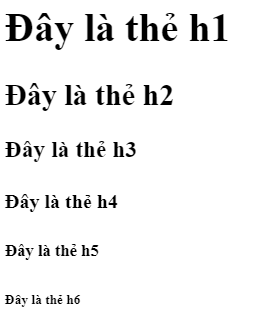 Đây là thẻ h1
Đây là thẻ h2
Đây là thẻ h3
Đây là thẻ h4
Đây là thẻ h5
Đây là thẻ h6